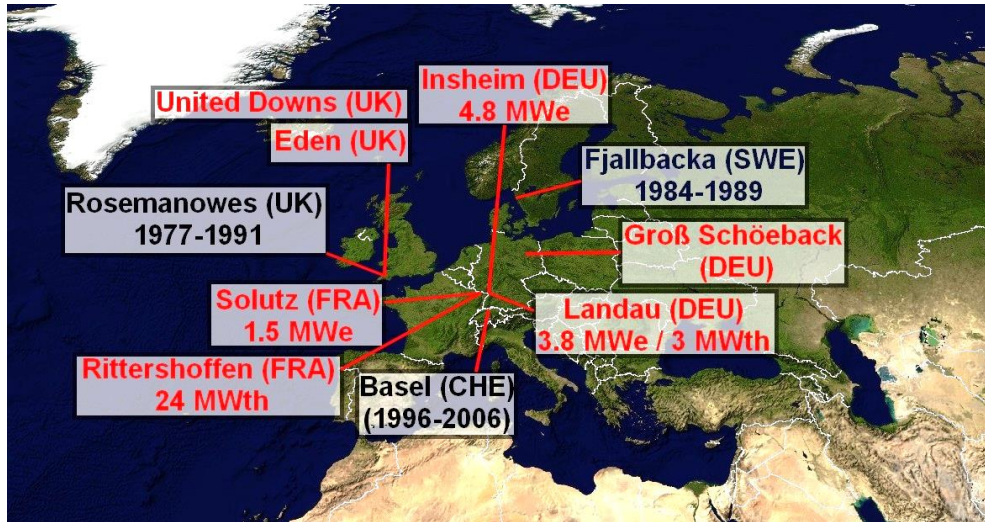 Insheim (DEU)
4.8 MWe
United Downs (UK)
Eden (UK)
Fjallbacka (SWE)
1984-1989
Rosemanowes (UK)
1977-1991
Groß Schöeback
(DEU)
Solutz (FRA)
1.5 MWe
Landau (DEU)
3.8 MWe / 3 MWth
Rittershoffen (FRA)
24 MWth
Basel (CHE)
(1996-2006)